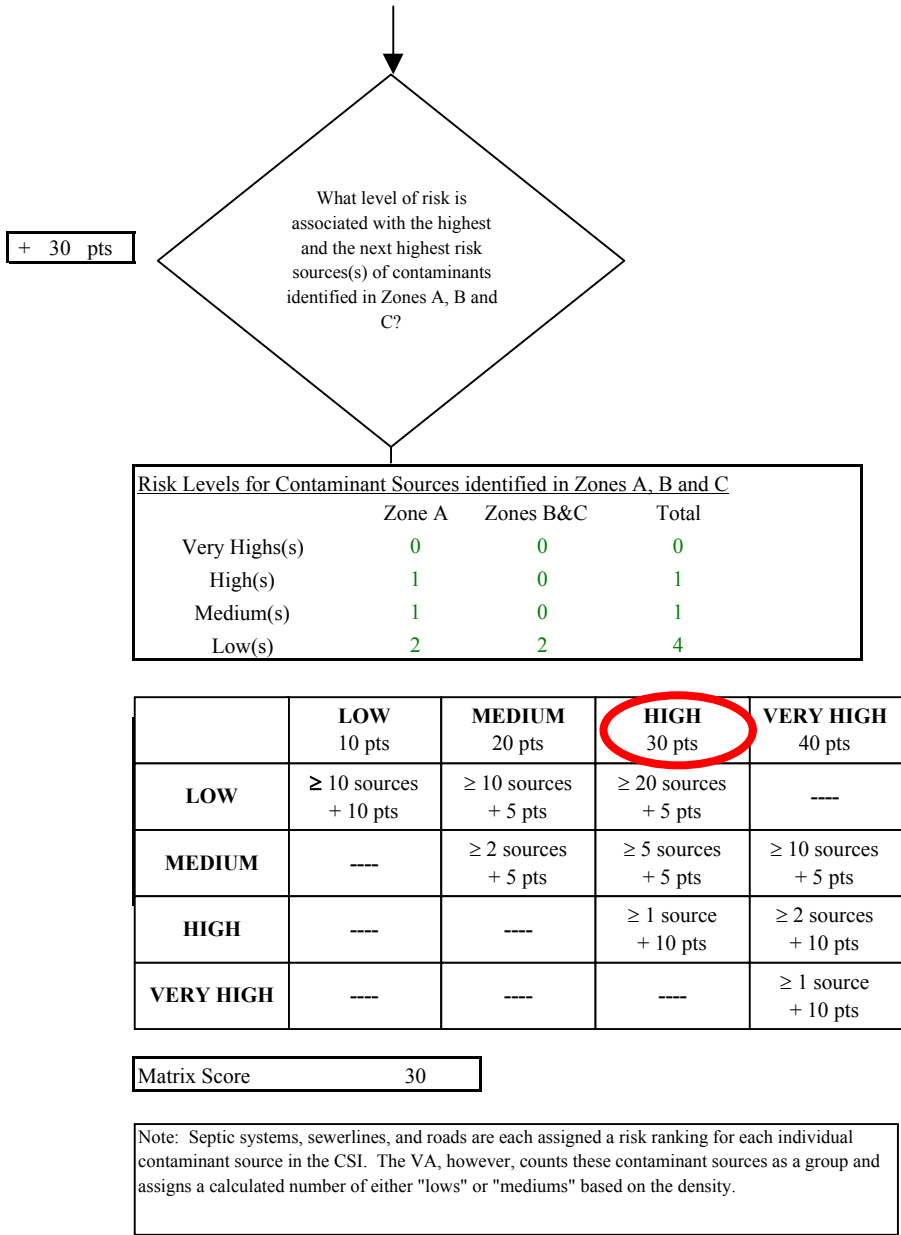 What level of risk is
associated with the highest
and the next highest risk
sources(s) of contaminants
identified in Zones A, B and
C?
+ 30 pts
Risk Levels for Contaminant Sources identified in Zones A, B and C
Zone A Zones B&C Total
Very Highs(s) 0 0 0
High(s) 1 0 1
Medium(s) 1 0 1
Low(s) 2 2 4
LOW MEDIUM HIGH VERY HIGH
10 pts 20 pts 30 pts 40 pts
LOW ≥ 10 sources ≥ 10 sources ≥ 20 sources ----
+ 10 pts + 5 pts + 5 pts
MEDIUM ---- ≥ 2 sources ≥ 5 sources ≥ 10 sources
+ 5 pts + 5 pts + 5 pts
HIGH ---- ---- ≥ 1 source ≥ 2 sources
+ 10 pts + 10 pts
VERY HIGH ---- ---- ---- ≥ 1 source
+ 10 pts
Matrix Score 30
Note: Septic systems, sewerlines, and roads are each assigned a risk ranking for each individual
contaminant source in the CSI. The VA, however, counts these contaminant sources as a group and
assigns a calculated number of either "lows" or "mediums" based on the density.